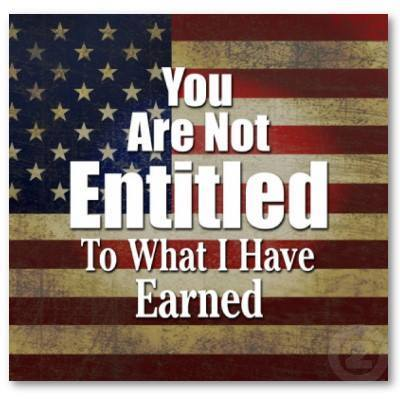 You
Are Not
Entitled
To What I Have
Earned